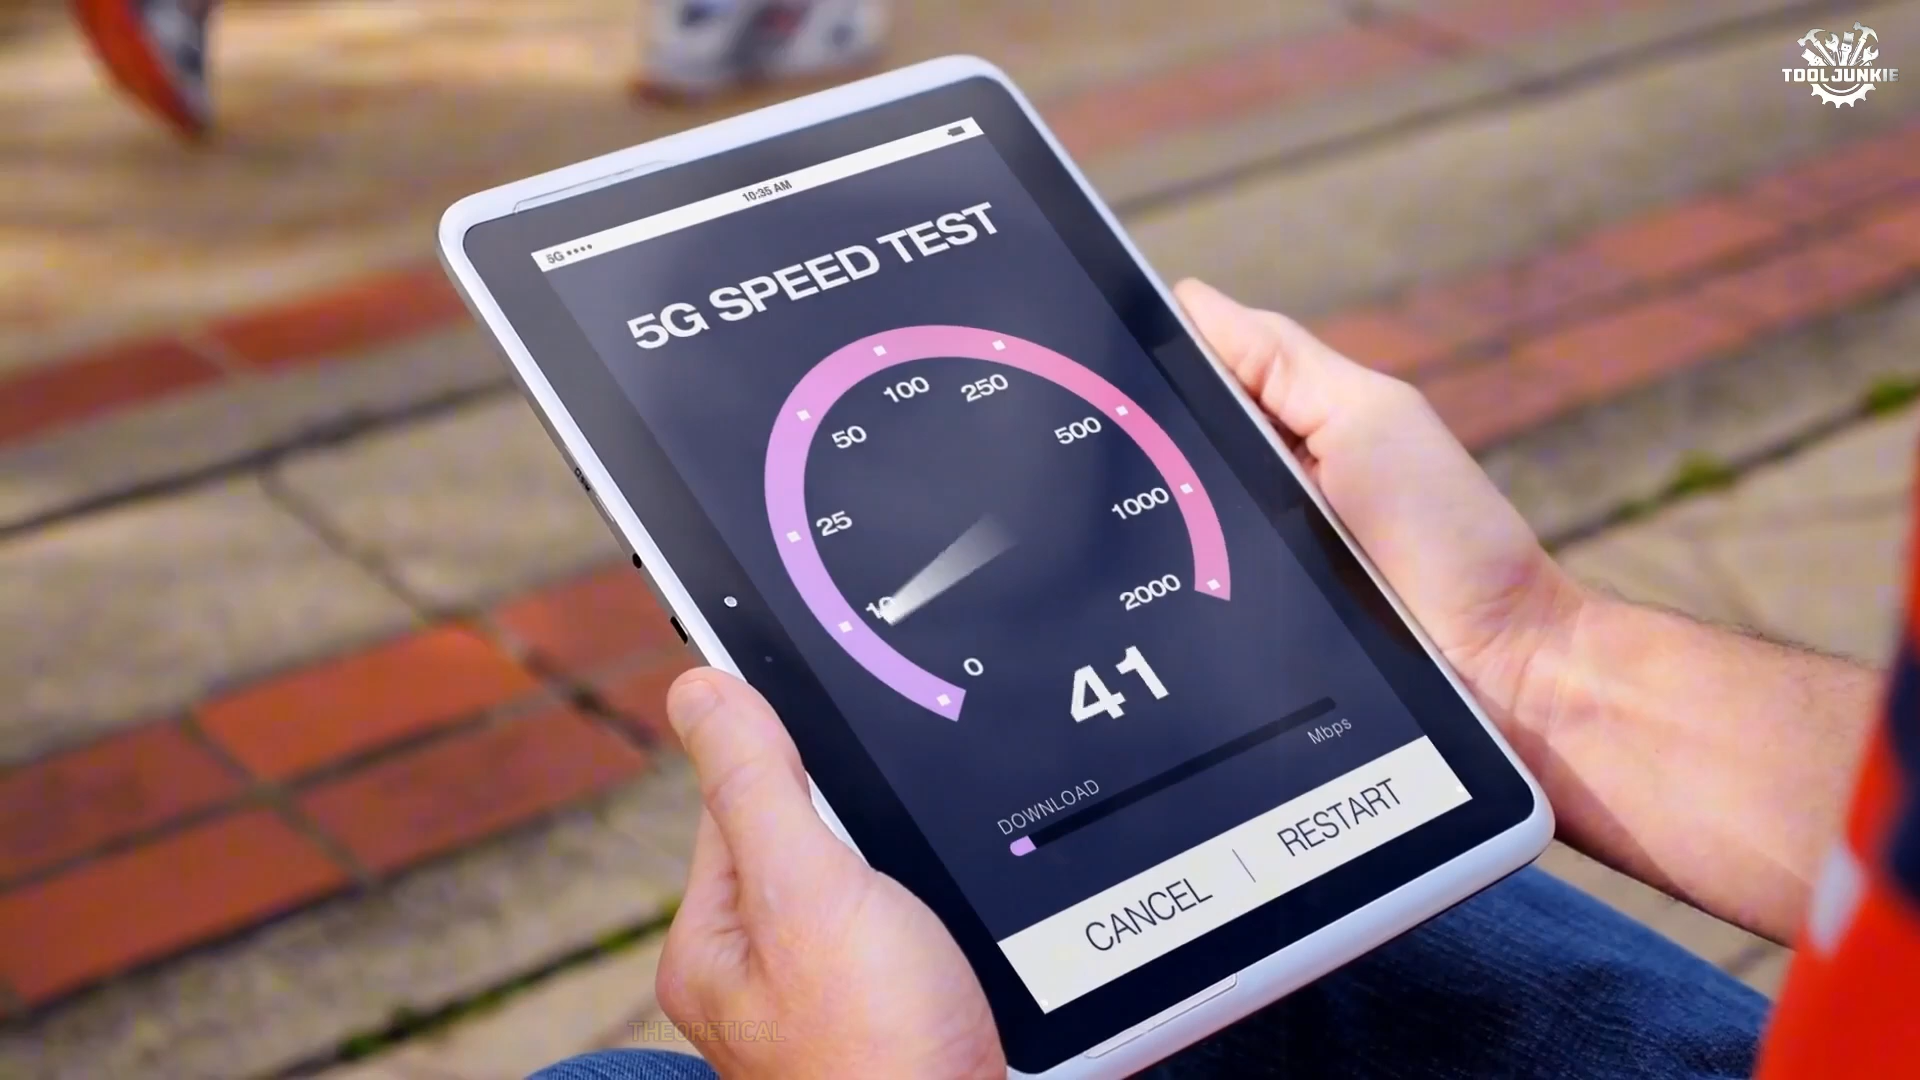 TOOLJUNKIE
10:35 AM
5G
5G SPEED TEST
100
250
50
500
25
1000
10
2000
0
41
Mbps
DOWNLOAD
RESTART
CANCEL
THEORETICAL